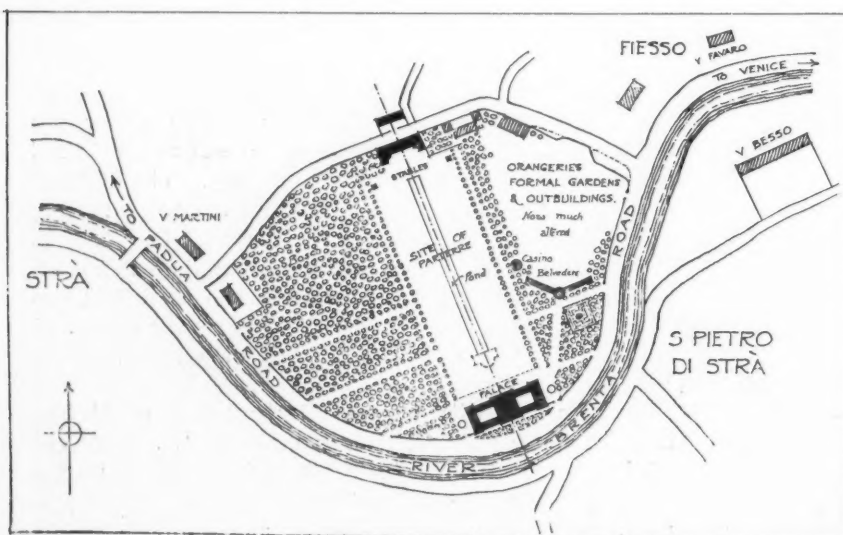 FIESSO
V FAVARO
TO VENICE
V BESSO
ORANGERIES
FORMAL GARDENS
& OUTBUILDINGS.
Now much
altered
STABLES
SITE OF
PARTERRE
Pond
Casino
Belvedere
ROAD
TO PADUA
V MARTINI
STRÀ
ROAD
S PIETRO
DI STRÀ
PALACE
RIVER
BRENTA